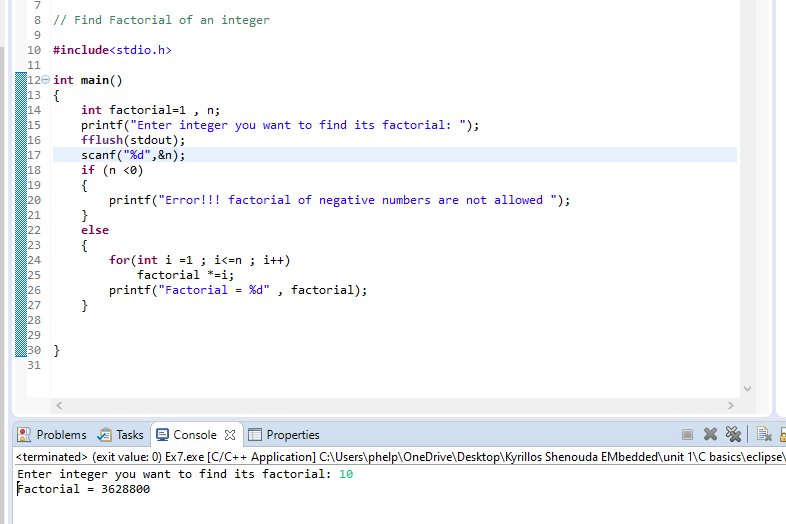 7
8 // Find Factorial of an integer
9
10 #include<stdio.h>
11
12 int main()
13 {
14 int factorial=1 , n;
15 printf("Enter integer you want to find its factorial: ");
16 fflush(stdout);
17 scanf("%d",&n);
18 if (n <0)
19 {
20 printf("Error!!! factorial of negative numbers are not allowed ");
21 }
22 else
23 {
24 for(int i =1 ; i<=n ; i++)
25 factorial *=i;
26 printf("Factorial = %d" , factorial);
27 }
28
29
30 }
31
Problems Tasks Console Properties
<terminated> (exit value: 0) Ex7.exe [C/C++ Application] C:\Users\phelp\OneDrive\Desktop\Kyrillos Shenouda EMbedded\unit 1\C basics\eclipse\
Enter integer you want to find its factorial: 10
Factorial = 3628800